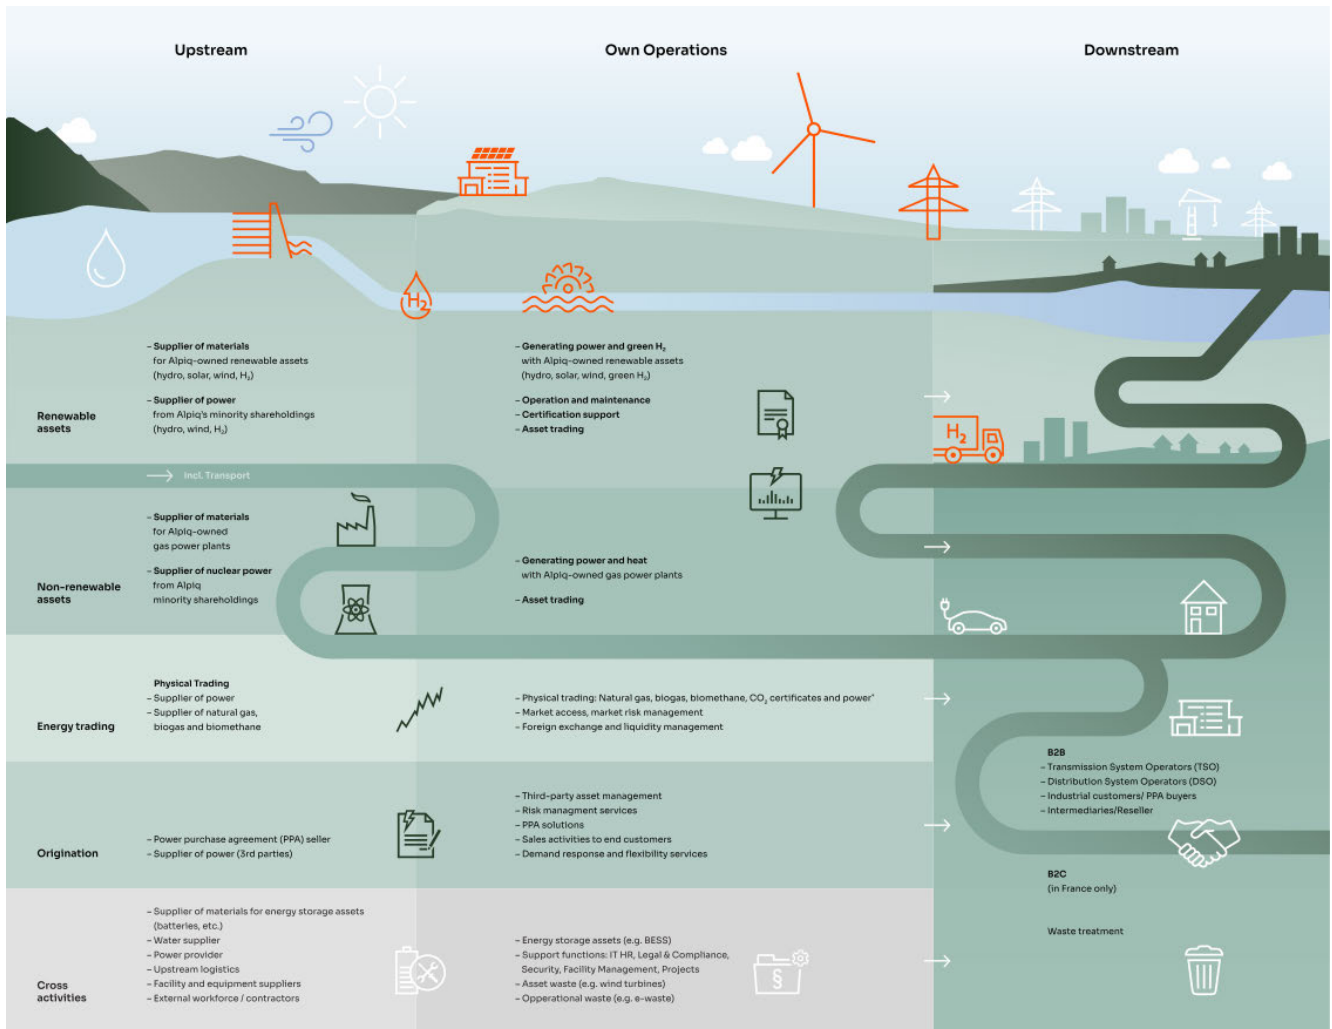 Upstream
Own Operations
Downstream
H₂
Renewable
assets
– Supplier of materials
for Alpiq-owned renewable assets
(hydro, solar, wind, H₂)
– Supplier of power
from Alpiq's minority shareholdings
(hydro, wind, H₂)
– Generating power and green H₂
with Alpiq-owned renewable assets
(hydro, solar, wind, green H₂)
– Operation and maintenance
– Certification support
– Asset trading
H₂
Incl. Transport
Non-renewable
assets
– Supplier of materials
for Alpiq-owned
gas power plants
– Supplier of nuclear power
from Alpiq
minority shareholdings
– Generating power and heat
with Alpiq-owned gas power plants
– Asset trading
Energy trading
Physical Trading
– Supplier of power
– Supplier of natural gas,
biogas and biomethane
– Physical trading: Natural gas, biogas, biomethane, CO₂ certificates and power*
– Market access, market risk management
– Foreign exchange and liquidity management
Origination
– Power purchase agreement (PPA) seller
– Supplier of power (3rd parties)
– Third-party asset management
– Risk managment services
– PPA solutions
– Sales activities to end customers
– Demand response and flexibility services
B2B
– Transmission System Operators (TSO)
– Distribution System Operators (DSO)
– Industrial customers/ PPA buyers
– Intermediaries/Reseller
B2C
(in France only)
Cross
activities
– Supplier of materials for energy storage assets
(batteries, etc.)
– Water supplier
– Power provider
– Upstream logistics
– Facility and equipment suppliers
– External workforce / contractors
– Energy storage assets (e.g. BESS)
– Support functions: IT HR, Legal & Compliance,
Security, Facility Management, Projects
– Asset waste (e.g. wind turbines)
– Opperational waste (e.g. e-waste)
§
Waste treatment